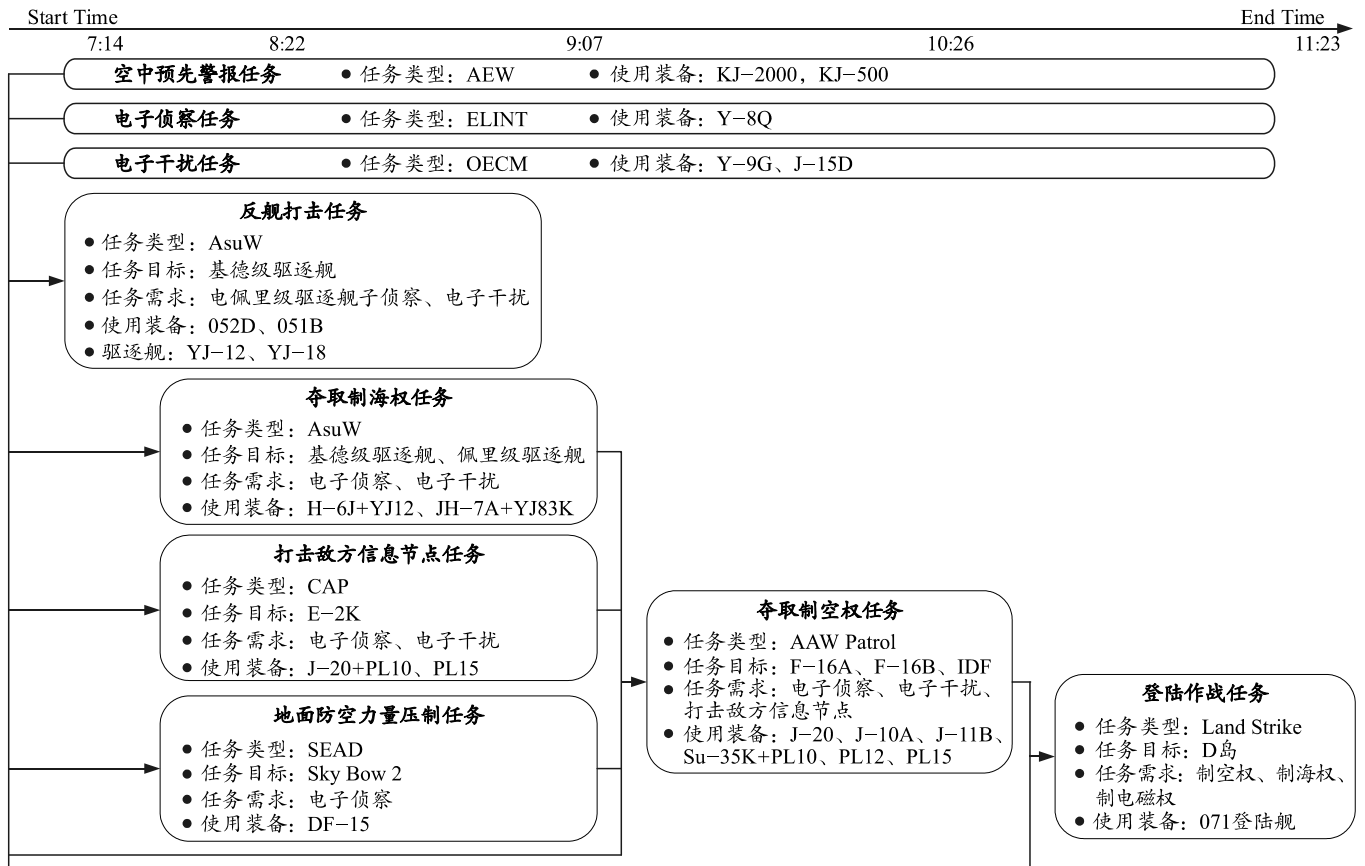 Start Time
End Time
7:14
8:22
9:07
10:26
11:23
空中预先警报任务 ● 任务类型：AEW ● 使用装备：KJ-2000，KJ-500
电子侦察任务 ● 任务类型：ELINT ● 使用装备：Y-8Q
电子干扰任务 ● 任务类型：OECM ● 使用装备：Y-9G、J-15D
反舰打击任务
● 任务类型：AsuW
● 任务目标：基德级驱逐舰
● 任务需求：电佩里级驱逐舰子侦察、电子干扰
● 使用装备：052D、051B
● 驱逐舰：YJ-12、YJ-18
夺取制海权任务
● 任务类型：AsuW
● 任务目标：基德级驱逐舰、佩里级驱逐舰
● 任务需求：电子侦察、电子干扰
● 使用装备：H-6J+YJ12、JH-7A+YJ83K
打击敌方信息节点任务
● 任务类型：CAP
● 任务目标：E-2K
● 任务需求：电子侦察、电子干扰
● 使用装备：J-20+PL10、PL15
地面防空力量压制任务
● 任务类型：SEAD
● 任务目标：Sky Bow 2
● 任务需求：电子侦察
● 使用装备：DF-15
夺取制空权任务
● 任务类型：AAW Patrol
● 任务目标：F-16A、F-16B、IDF
● 任务需求：电子侦察、电子干扰、
打击敌方信息节点
● 使用装备：J-20、J-10A、J-11B、
Su-35K+PL10、PL12、PL15
登陆作战任务
● 任务类型：Land Strike
● 任务目标：D岛
● 任务需求：制空权、制海权、
制电磁权
● 使用装备：071登陆舰